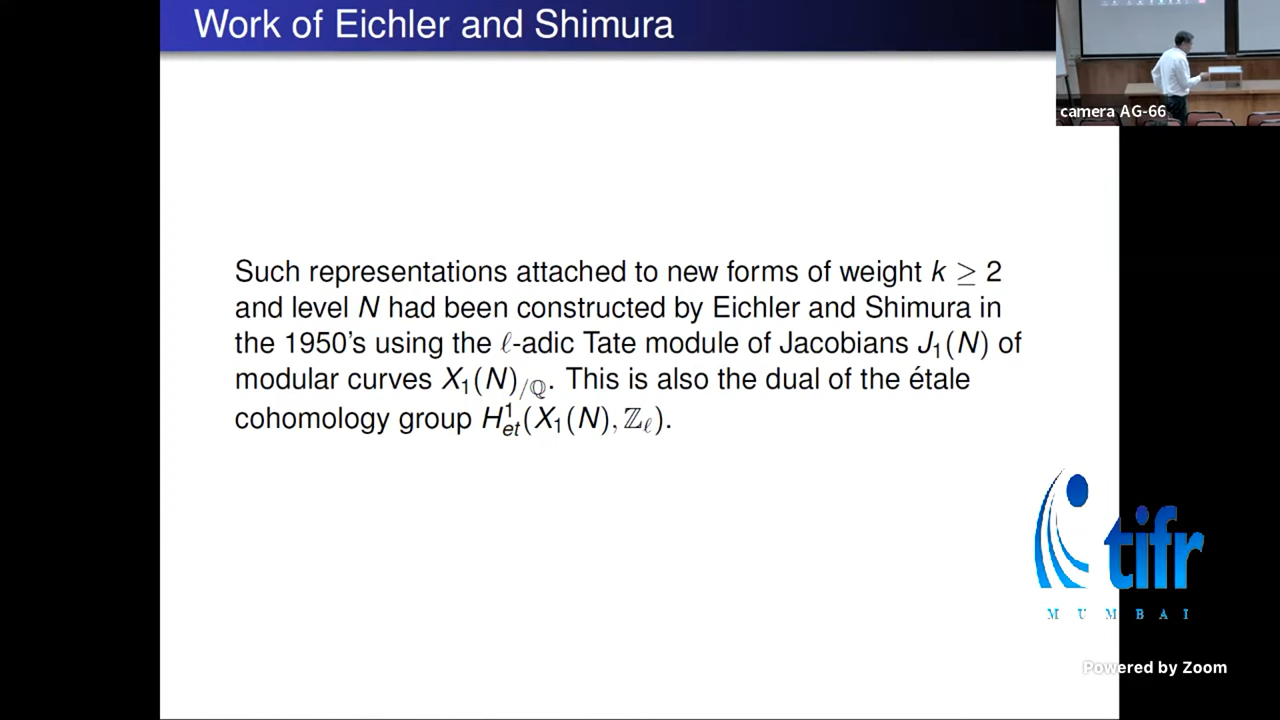 Work of Eichler and Shimura
camera AG-66
Such representations attached to new forms of weight k ≥ 2
and level N had been constructed by Eichler and Shimura in
the 1950's using the ℓ-adic Tate module of Jacobians J₁(N) of
modular curves X₁(N)/ℚ. This is also the dual of the étale
cohomology group H¹ₑₜ(X₁(N), ℤℓ).
tifr
MUMBAI
Powered by Zoom